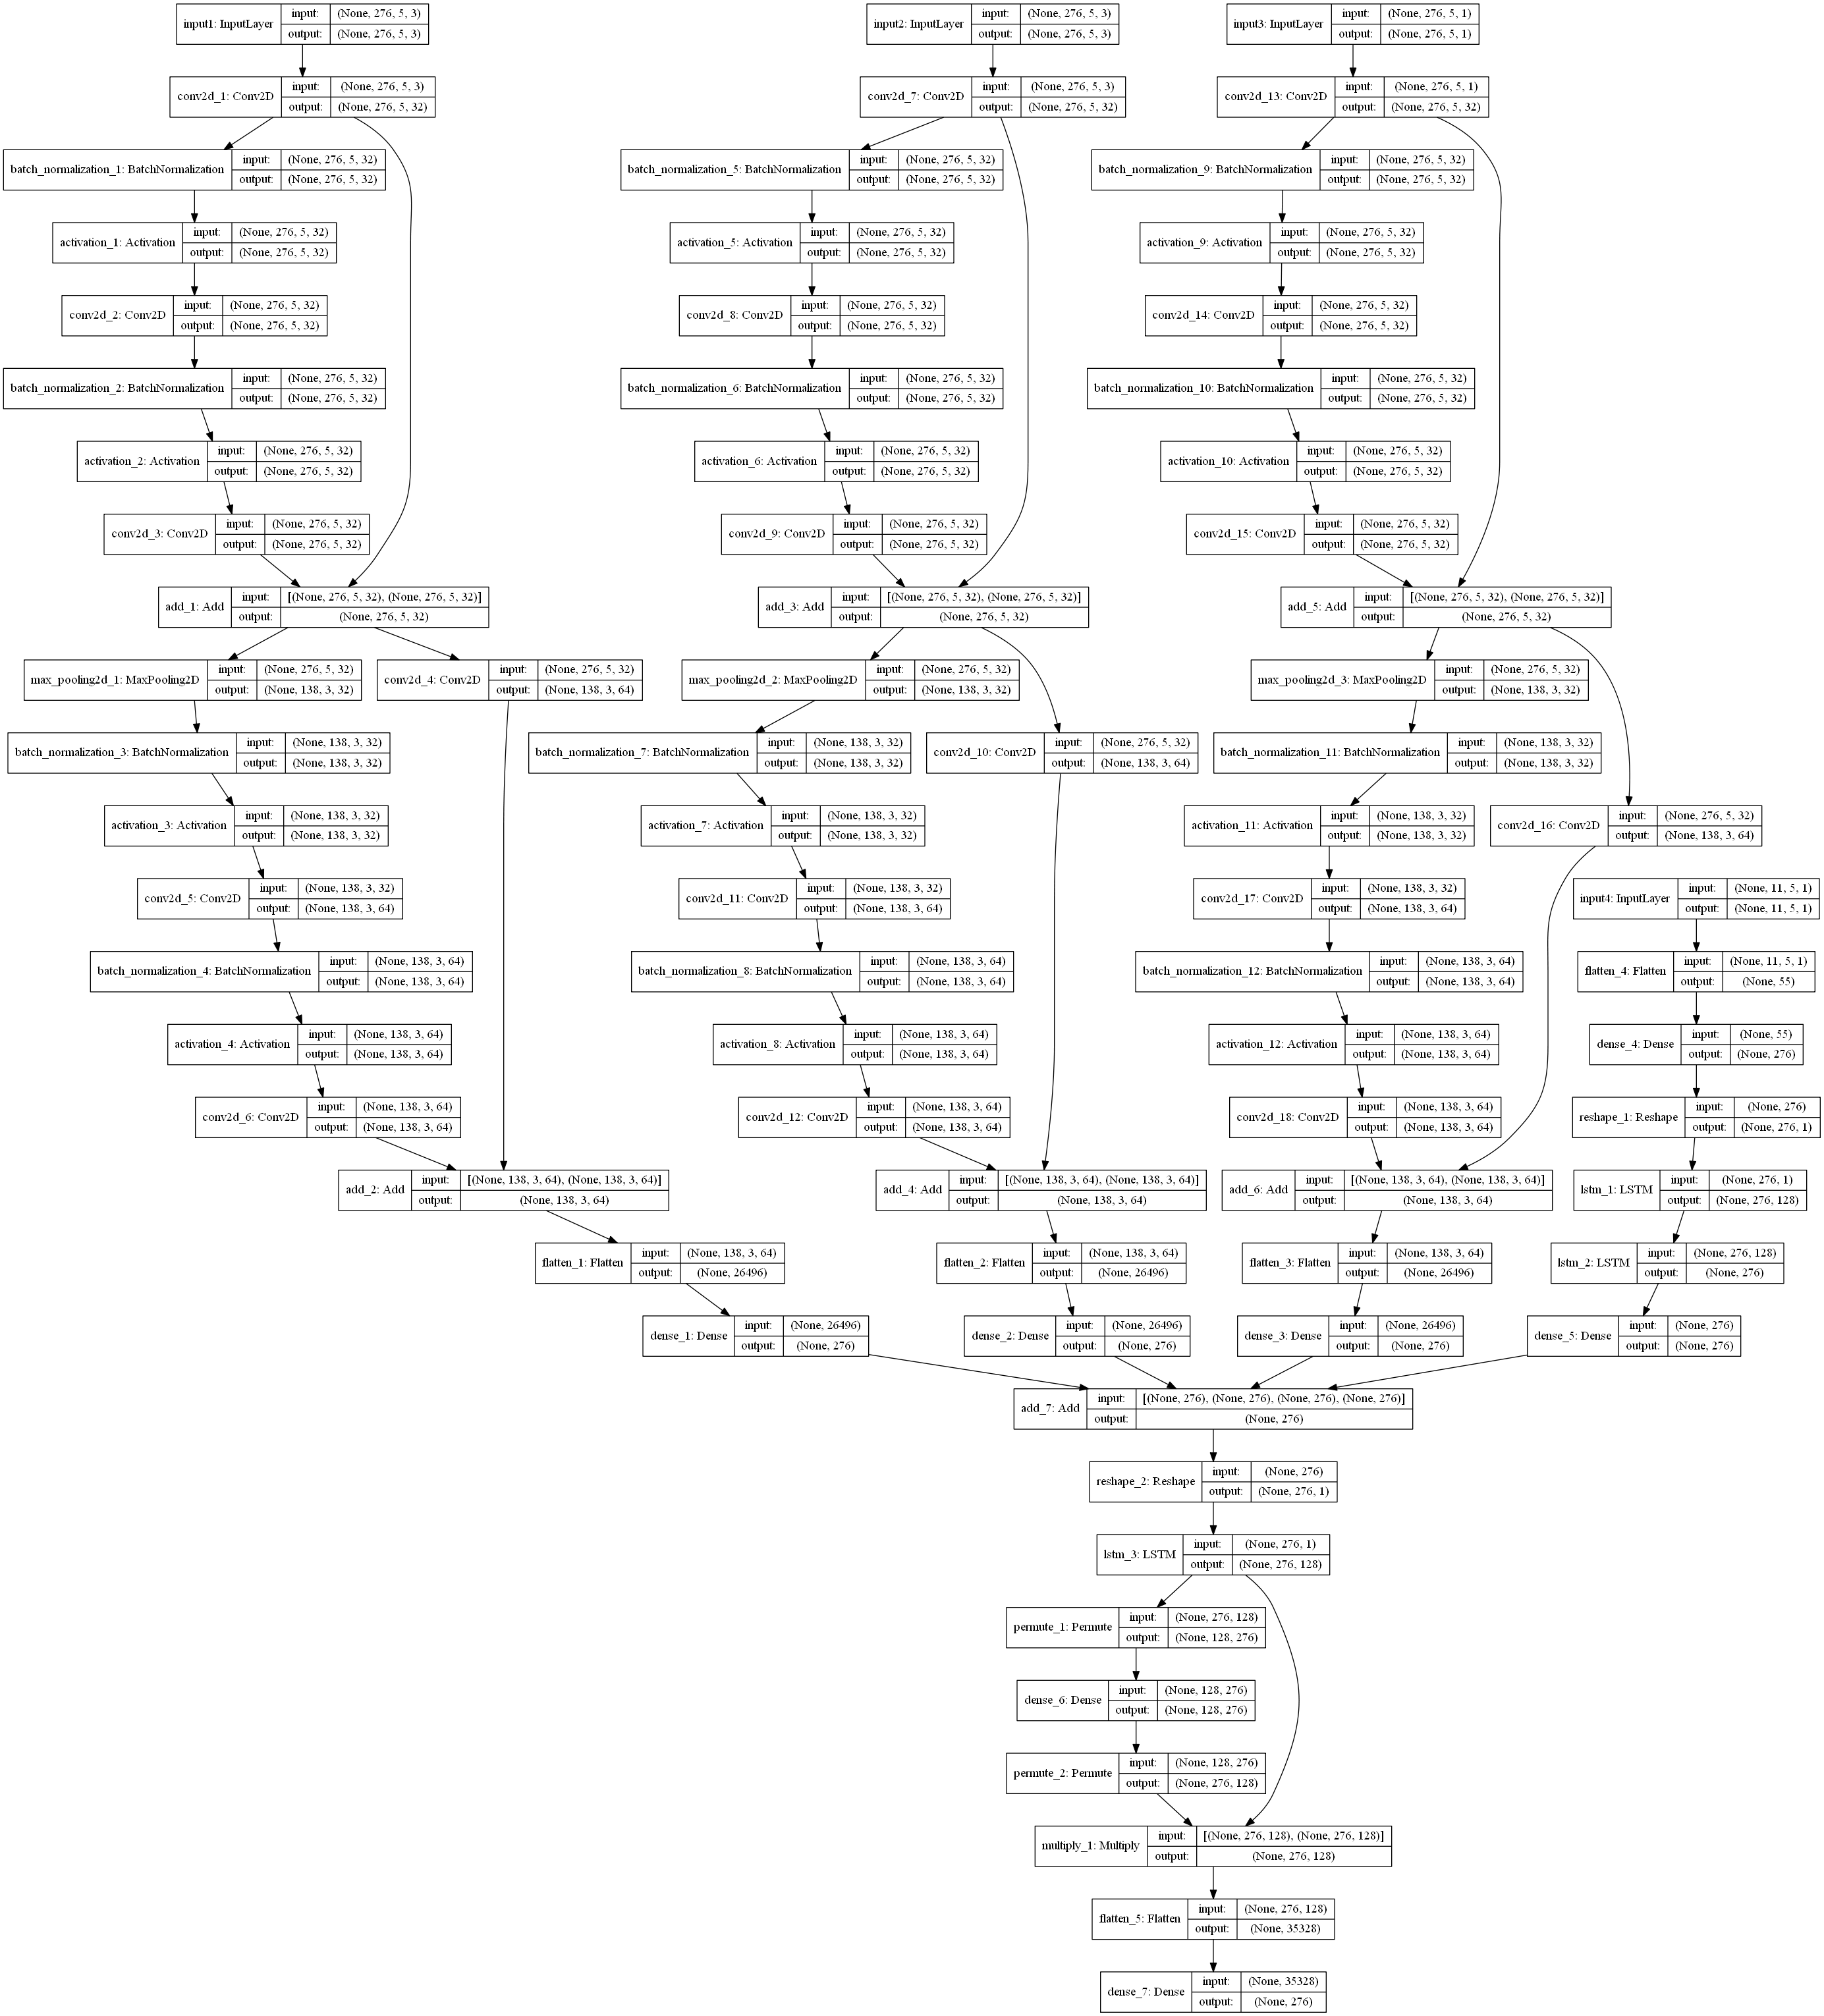 input1: InputLayer
input: (None, 276, 5, 3)
output: (None, 276, 5, 3)
input2: InputLayer
input: (None, 276, 5, 3)
output: (None, 276, 5, 3)
input3: InputLayer
input: (None, 276, 5, 1)
output: (None, 276, 5, 1)
conv2d_1: Conv2D
input: (None, 276, 5, 3)
output: (None, 276, 5, 32)
conv2d_7: Conv2D
input: (None, 276, 5, 3)
output: (None, 276, 5, 32)
conv2d_13: Conv2D
input: (None, 276, 5, 1)
output: (None, 276, 5, 32)
batch_normalization_1: BatchNormalization
input: (None, 276, 5, 32)
output: (None, 276, 5, 32)
batch_normalization_5: BatchNormalization
input: (None, 276, 5, 32)
output: (None, 276, 5, 32)
batch_normalization_9: BatchNormalization
input: (None, 276, 5, 32)
output: (None, 276, 5, 32)
activation_1: Activation
input: (None, 276, 5, 32)
output: (None, 276, 5, 32)
activation_5: Activation
input: (None, 276, 5, 32)
output: (None, 276, 5, 32)
activation_9: Activation
input: (None, 276, 5, 32)
output: (None, 276, 5, 32)
conv2d_2: Conv2D
input: (None, 276, 5, 32)
output: (None, 276, 5, 32)
conv2d_8: Conv2D
input: (None, 276, 5, 32)
output: (None, 276, 5, 32)
conv2d_14: Conv2D
input: (None, 276, 5, 32)
output: (None, 276, 5, 32)
batch_normalization_2: BatchNormalization
input: (None, 276, 5, 32)
output: (None, 276, 5, 32)
batch_normalization_6: BatchNormalization
input: (None, 276, 5, 32)
output: (None, 276, 5, 32)
batch_normalization_10: BatchNormalization
input: (None, 276, 5, 32)
output: (None, 276, 5, 32)
activation_2: Activation
input: (None, 276, 5, 32)
output: (None, 276, 5, 32)
activation_6: Activation
input: (None, 276, 5, 32)
output: (None, 276, 5, 32)
activation_10: Activation
input: (None, 276, 5, 32)
output: (None, 276, 5, 32)
conv2d_3: Conv2D
input: (None, 276, 5, 32)
output: (None, 276, 5, 32)
conv2d_9: Conv2D
input: (None, 276, 5, 32)
output: (None, 276, 5, 32)
conv2d_15: Conv2D
input: (None, 276, 5, 32)
output: (None, 276, 5, 32)
add_1: Add
input: [(None, 276, 5, 32), (None, 276, 5, 32)]
output: (None, 276, 5, 32)
add_3: Add
input: [(None, 276, 5, 32), (None, 276, 5, 32)]
output: (None, 276, 5, 32)
add_5: Add
input: [(None, 276, 5, 32), (None, 276, 5, 32)]
output: (None, 276, 5, 32)
max_pooling2d_1: MaxPooling2D
input: (None, 276, 5, 32)
output: (None, 138, 3, 32)
conv2d_4: Conv2D
input: (None, 276, 5, 32)
output: (None, 138, 3, 64)
max_pooling2d_2: MaxPooling2D
input: (None, 276, 5, 32)
output: (None, 138, 3, 32)
max_pooling2d_3: MaxPooling2D
input: (None, 276, 5, 32)
output: (None, 138, 3, 32)
batch_normalization_3: BatchNormalization
input: (None, 138, 3, 32)
output: (None, 138, 3, 32)
batch_normalization_7: BatchNormalization
input: (None, 138, 3, 32)
output: (None, 138, 3, 32)
conv2d_10: Conv2D
input: (None, 276, 5, 32)
output: (None, 138, 3, 64)
batch_normalization_11: BatchNormalization
input: (None, 138, 3, 32)
output: (None, 138, 3, 32)
activation_3: Activation
input: (None, 138, 3, 32)
output: (None, 138, 3, 32)
activation_7: Activation
input: (None, 138, 3, 32)
output: (None, 138, 3, 32)
activation_11: Activation
input: (None, 138, 3, 32)
output: (None, 138, 3, 32)
conv2d_16: Conv2D
input: (None, 276, 5, 32)
output: (None, 138, 3, 64)
conv2d_5: Conv2D
input: (None, 138, 3, 32)
output: (None, 138, 3, 64)
conv2d_11: Conv2D
input: (None, 138, 3, 32)
output: (None, 138, 3, 64)
conv2d_17: Conv2D
input: (None, 138, 3, 32)
output: (None, 138, 3, 64)
input4: InputLayer
input: (None, 11, 5, 1)
output: (None, 11, 5, 1)
batch_normalization_4: BatchNormalization
input: (None, 138, 3, 64)
output: (None, 138, 3, 64)
batch_normalization_8: BatchNormalization
input: (None, 138, 3, 64)
output: (None, 138, 3, 64)
batch_normalization_12: BatchNormalization
input: (None, 138, 3, 64)
output: (None, 138, 3, 64)
flatten_4: Flatten
input: (None, 11, 5, 1)
output: (None, 55)
activation_4: Activation
input: (None, 138, 3, 64)
output: (None, 138, 3, 64)
activation_8: Activation
input: (None, 138, 3, 64)
output: (None, 138, 3, 64)
activation_12: Activation
input: (None, 138, 3, 64)
output: (None, 138, 3, 64)
dense_4: Dense
input: (None, 55)
output: (None, 276)
conv2d_6: Conv2D
input: (None, 138, 3, 64)
output: (None, 138, 3, 64)
conv2d_12: Conv2D
input: (None, 138, 3, 64)
output: (None, 138, 3, 64)
conv2d_18: Conv2D
input: (None, 138, 3, 64)
output: (None, 138, 3, 64)
reshape_1: Reshape
input: (None, 276)
output: (None, 276, 1)
add_2: Add
input: [(None, 138, 3, 64), (None, 138, 3, 64)]
output: (None, 138, 3, 64)
add_4: Add
input: [(None, 138, 3, 64), (None, 138, 3, 64)]
output: (None, 138, 3, 64)
add_6: Add
input: [(None, 138, 3, 64), (None, 138, 3, 64)]
output: (None, 138, 3, 64)
lstm_1: LSTM
input: (None, 276, 1)
output: (None, 276, 128)
flatten_1: Flatten
input: (None, 138, 3, 64)
output: (None, 26496)
flatten_2: Flatten
input: (None, 138, 3, 64)
output: (None, 26496)
flatten_3: Flatten
input: (None, 138, 3, 64)
output: (None, 26496)
lstm_2: LSTM
input: (None, 276, 128)
output: (None, 276)
dense_1: Dense
input: (None, 26496)
output: (None, 276)
dense_2: Dense
input: (None, 26496)
output: (None, 276)
dense_3: Dense
input: (None, 26496)
output: (None, 276)
dense_5: Dense
input: (None, 276)
output: (None, 276)
add_7: Add
input: [(None, 276), (None, 276), (None, 276), (None, 276)]
output: (None, 276)
reshape_2: Reshape
input: (None, 276)
output: (None, 276, 1)
lstm_3: LSTM
input: (None, 276, 1)
output: (None, 276, 128)
permute_1: Permute
input: (None, 276, 128)
output: (None, 128, 276)
dense_6: Dense
input: (None, 128, 276)
output: (None, 128, 276)
permute_2: Permute
input: (None, 128, 276)
output: (None, 276, 128)
multiply_1: Multiply
input: [(None, 276, 128), (None, 276, 128)]
output: (None, 276, 128)
flatten_5: Flatten
input: (None, 276, 128)
output: (None, 35328)
dense_7: Dense
input: (None, 35328)
output: (None, 276)